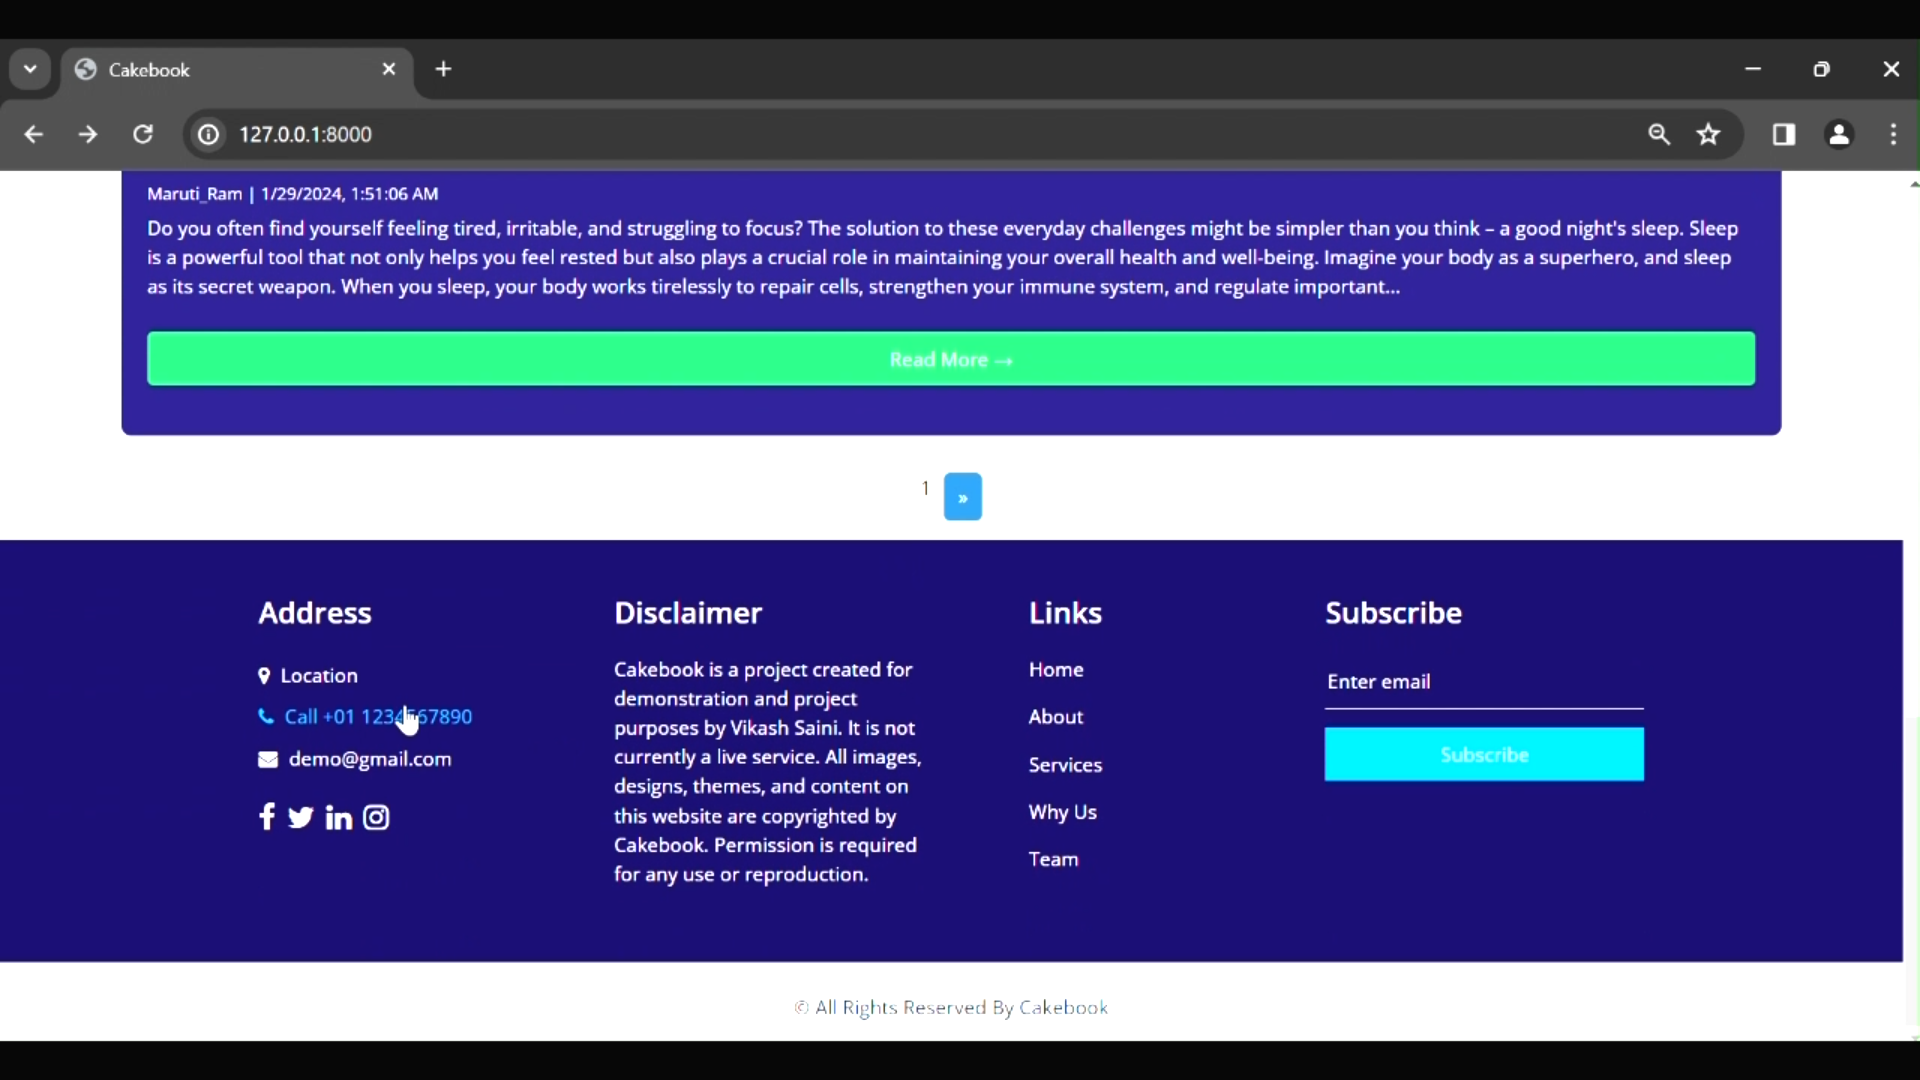 Cakebook
127.0.0.1:8000
Maruti_Ram | 1/29/2024, 1:51:06 AM
Do you often find yourself feeling tired, irritable, and struggling to focus? The solution to these everyday challenges might be simpler than you think – a good night's sleep. Sleep
is a powerful tool that not only helps you feel rested but also plays a crucial role in maintaining your overall health and well-being. Imagine your body as a superhero, and sleep
as its secret weapon. When you sleep, your body works tirelessly to repair cells, strengthen your immune system, and regulate important...
Read More →
1 »
Address
Location
Call +01 1234567890
demo@gmail.com
Disclaimer
Cakebook is a project created for
demonstration and project
purposes by Vikash Saini. It is not
currently a live service. All images,
designs, themes, and content on
this website are copyrighted by
Cakebook. Permission is required
for any use or reproduction.
Links
Home
About
Services
Why Us
Team
Subscribe
Enter email
Subscribe
© All Rights Reserved By Cakebook